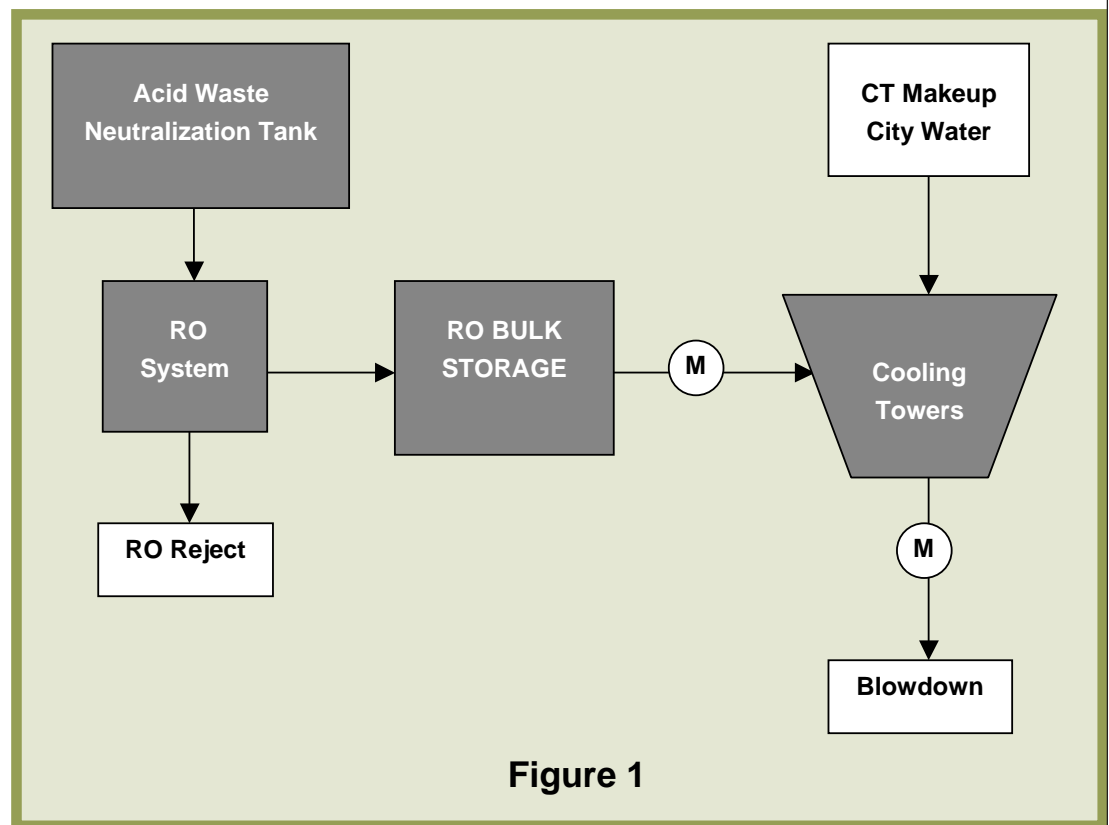 Acid Waste
Neutralization Tank
CT Makeup
City Water
RO
System
RO BULK
STORAGE
M
Cooling
Towers
RO Reject
M
Blowdown
Figure 1